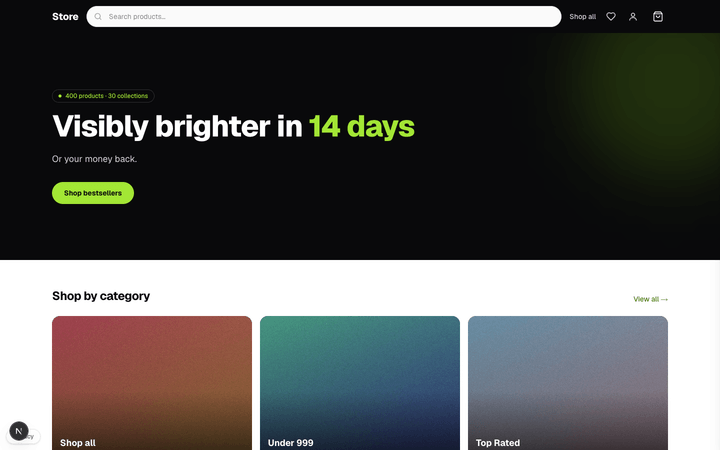 Store
Search products...
Shop all
400 products · 30 collections
Visibly brighter in 14 days
Or your money back.
Shop bestsellers
Shop by category
View all →
Shop all
Under 999
Top Rated
N